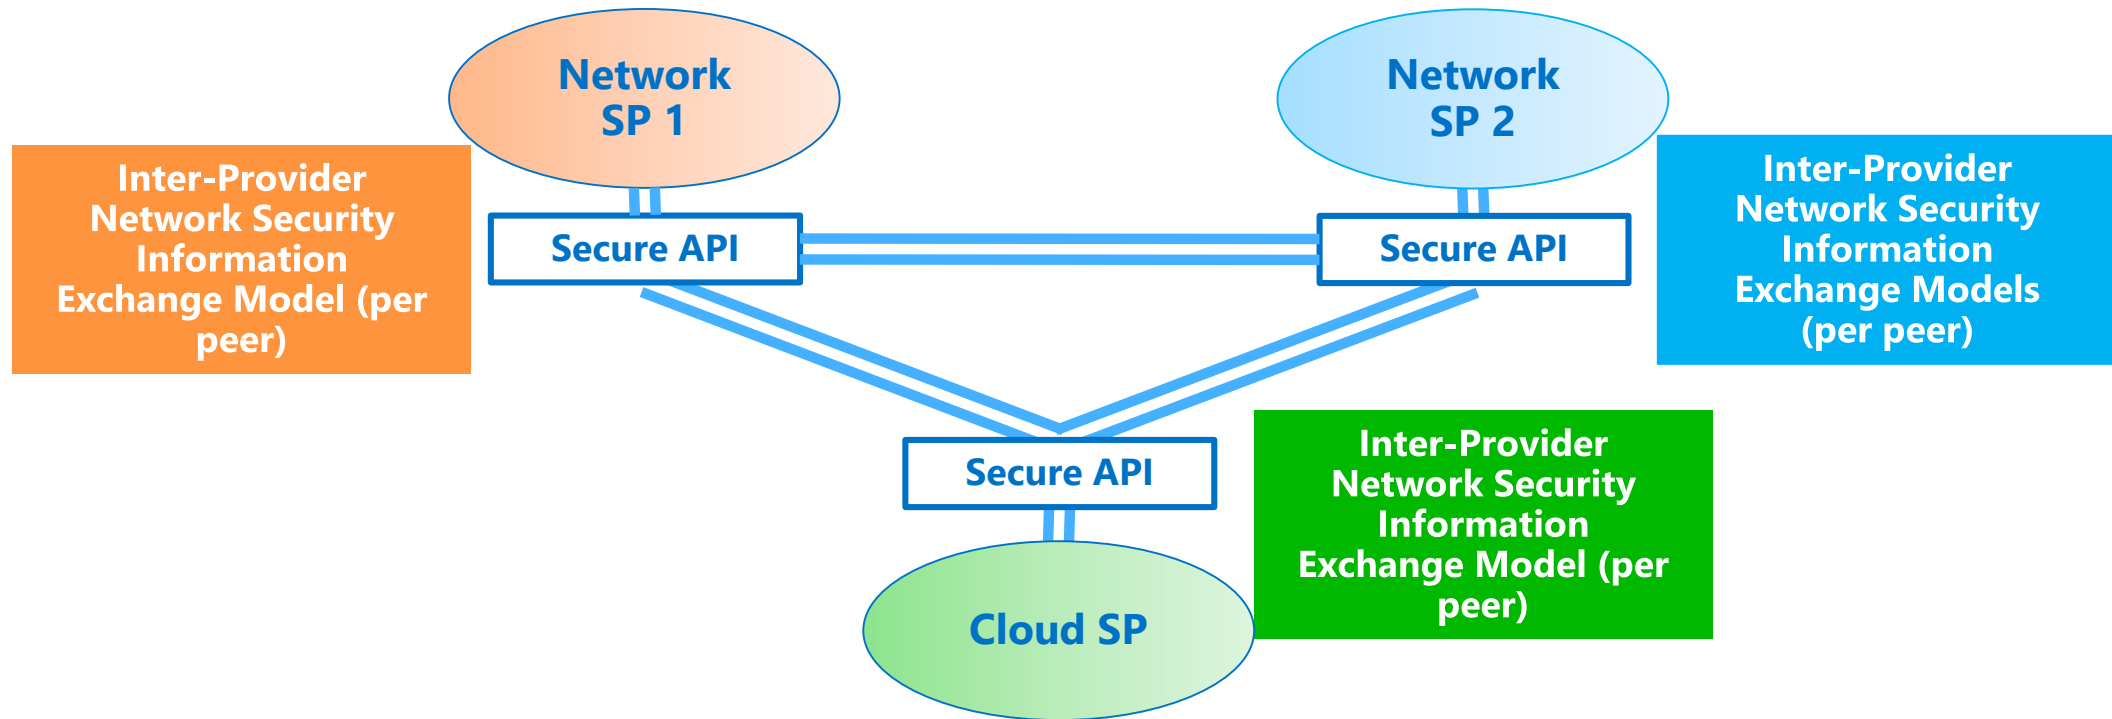 Network
SP 1
Network
SP 2
Inter-Provider
Network Security
Information
Exchange Model (per
peer)
Secure API
Secure API
Inter-Provider
Network Security
Information
Exchange Models
(per peer)
Secure API
Inter-Provider
Network Security
Information
Exchange Model (per
peer)
Cloud SP